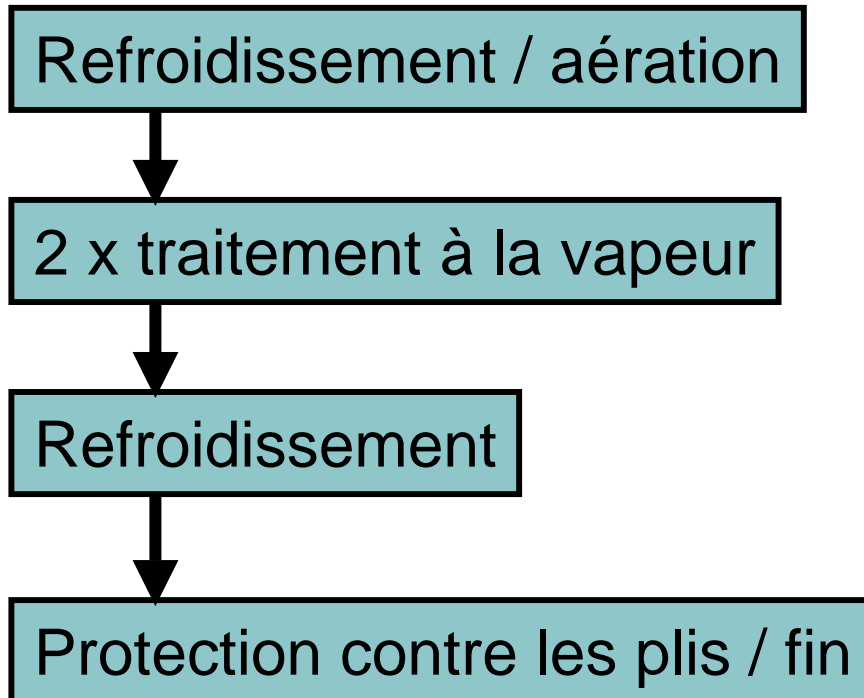 Refroidissement / aération
2 x traitement à la vapeur
Refroidissement
Protection contre les plis / fin